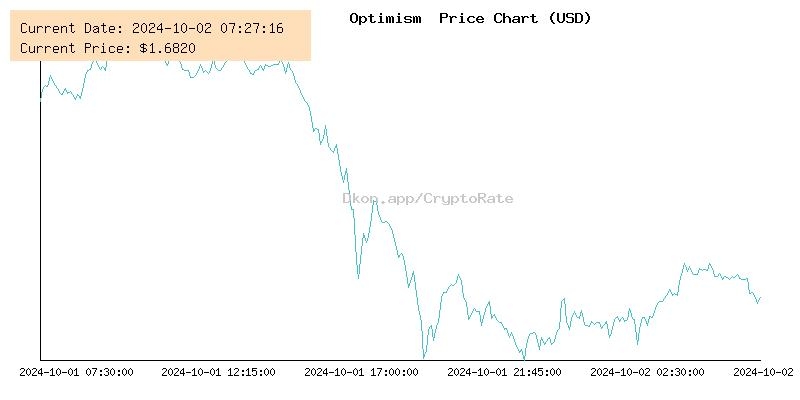 Optimism Price Chart (USD)
Current Date: 2024-10-02 07:27:16
Current Price: $1.6820
Dkon.app/CryptoRate
2024-10-01 07:30:00 2024-10-01 12:15:00 2024-10-01 17:00:00 2024-10-01 21:45:00 2024-10-02 02:30:00 2024-10-02